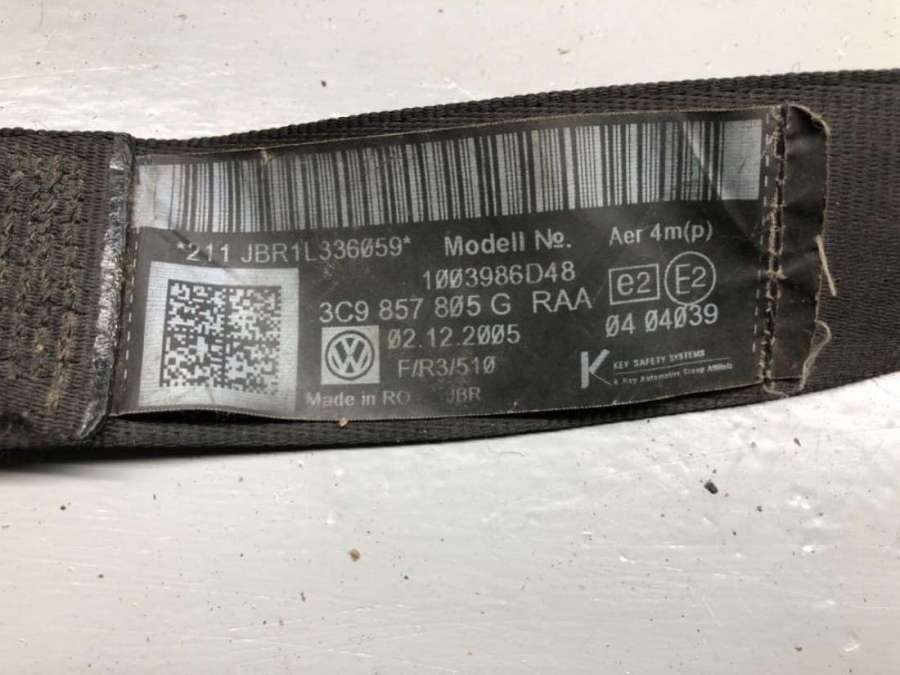 *211 JBR1L336059* Modell No. Aer 4m(p)
1003986D48
3C9 857 805 G RAA e2 E2
02.12.2005 04 04039
F/R3/510
KEY SAFETY SYSTEMS
A Key Automotive Group Affiliate
Made in RO JBR